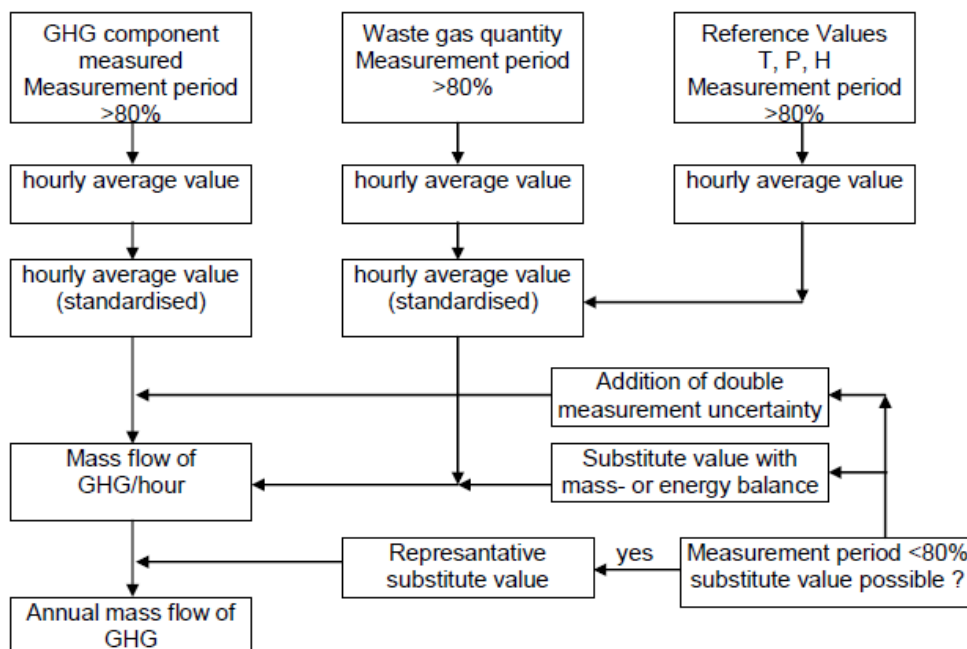 GHG component
measured
Measurement period
>80%
Waste gas quantity
Measurement period
>80%
Reference Values
T, P, H
Measurement period
>80%
hourly average value
hourly average value
hourly average value
hourly average value
(standardised)
hourly average value
(standardised)
Addition of double
measurement uncertainty
Mass flow of
GHG/hour
Substitute value with
mass- or energy balance
Represantative
substitute value
yes
Measurement period <80%
substitute value possible ?
Annual mass flow of
GHG